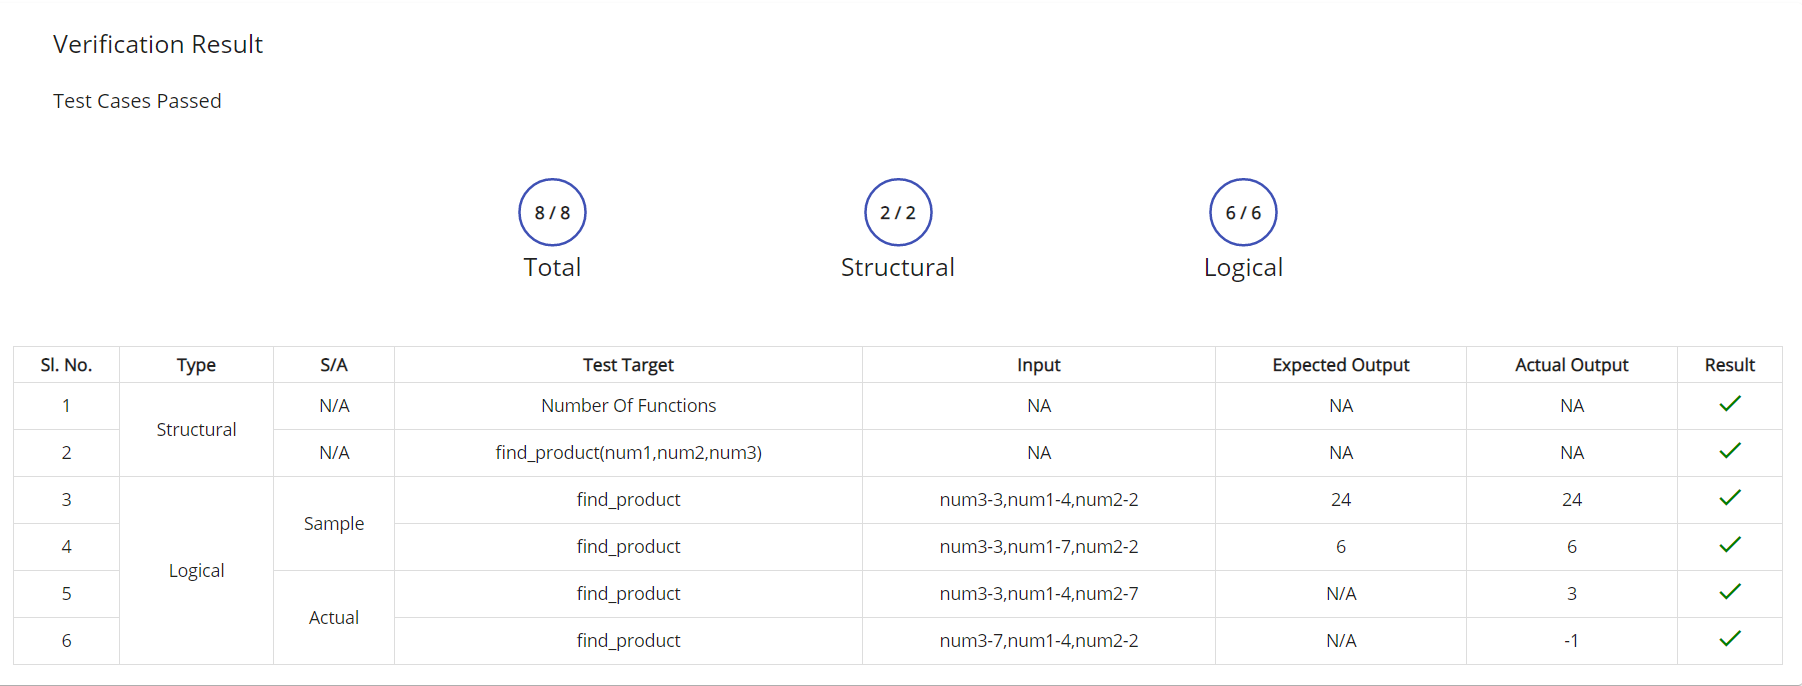 Verification Result
Test Cases Passed
8 / 8
2 / 2
6 / 6
Total
Structural
Logical
Sl. No. Type S/A Test Target Input Expected Output Actual Output Result
1 Structural N/A Number Of Functions NA NA NA
2 N/A find_product(num1,num2,num3) NA NA NA
3 Logical Sample find_product num3-3,num1-4,num2-2 24 24
4 find_product num3-3,num1-7,num2-2 6 6
5 Actual find_product num3-3,num1-4,num2-7 N/A 3
6 find_product num3-7,num1-4,num2-2 N/A -1